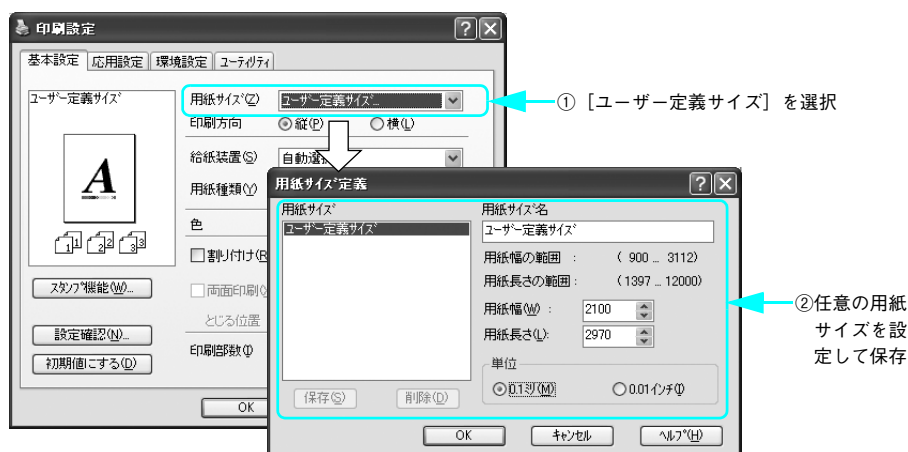 印刷設定
基本設定 応用設定 環境設定 ユーティリティ
ユーザー定義サイズ
A
1 1 2 2 3 3
スタンプ機能(W)...
設定確認(N)...
初期値にする(D)
用紙サイズ(Z) ユーザー定義サイズ...
印刷方向 縦(P) 横(L)
給紙装置(S)
用紙種類(Y)
色
割り付け(R
両面印刷(
とじる位置
印刷部数(I)
OK
① [ユーザー定義サイズ] を選択
用紙サイズ定義
用紙サイズ
ユーザー定義サイズ
保存(S) 削除(D)
用紙サイズ名
ユーザー定義サイズ
用紙幅の範囲 : ( 900 ... 3112)
用紙長さの範囲 : ( 1397 ... 12000)
用紙幅(W) : 2100
用紙長さ(L): 2970
単位
0.1ミリ(M) 0.01インチ(I)
OK キャンセル ヘルプ(H)
②任意の用紙
サイズを設
定して保存